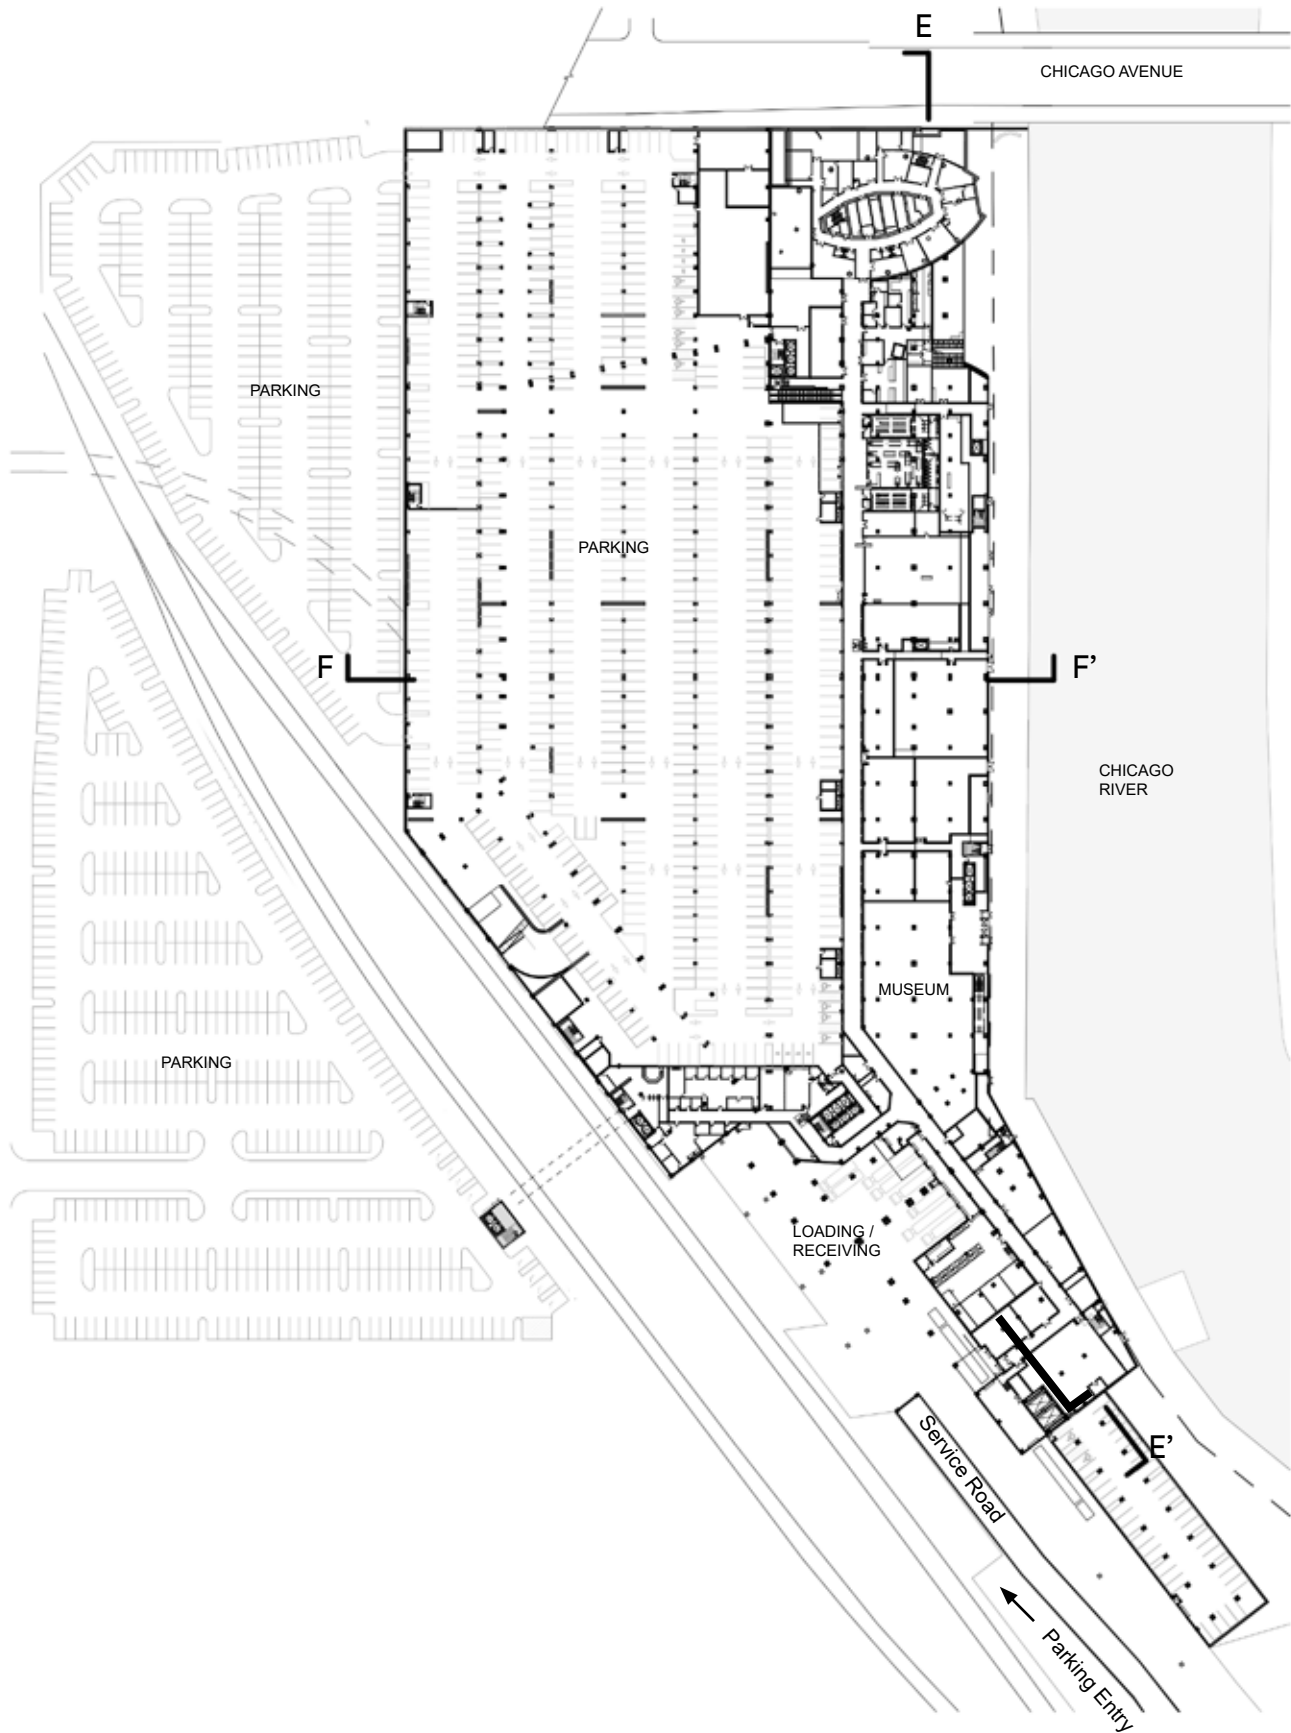 E
CHICAGO AVENUE
PARKING
PARKING
F
F’
CHICAGO
RIVER
MUSEUM
PARKING
LOADING /
RECEIVING
Service Road
E’
Parking Entry